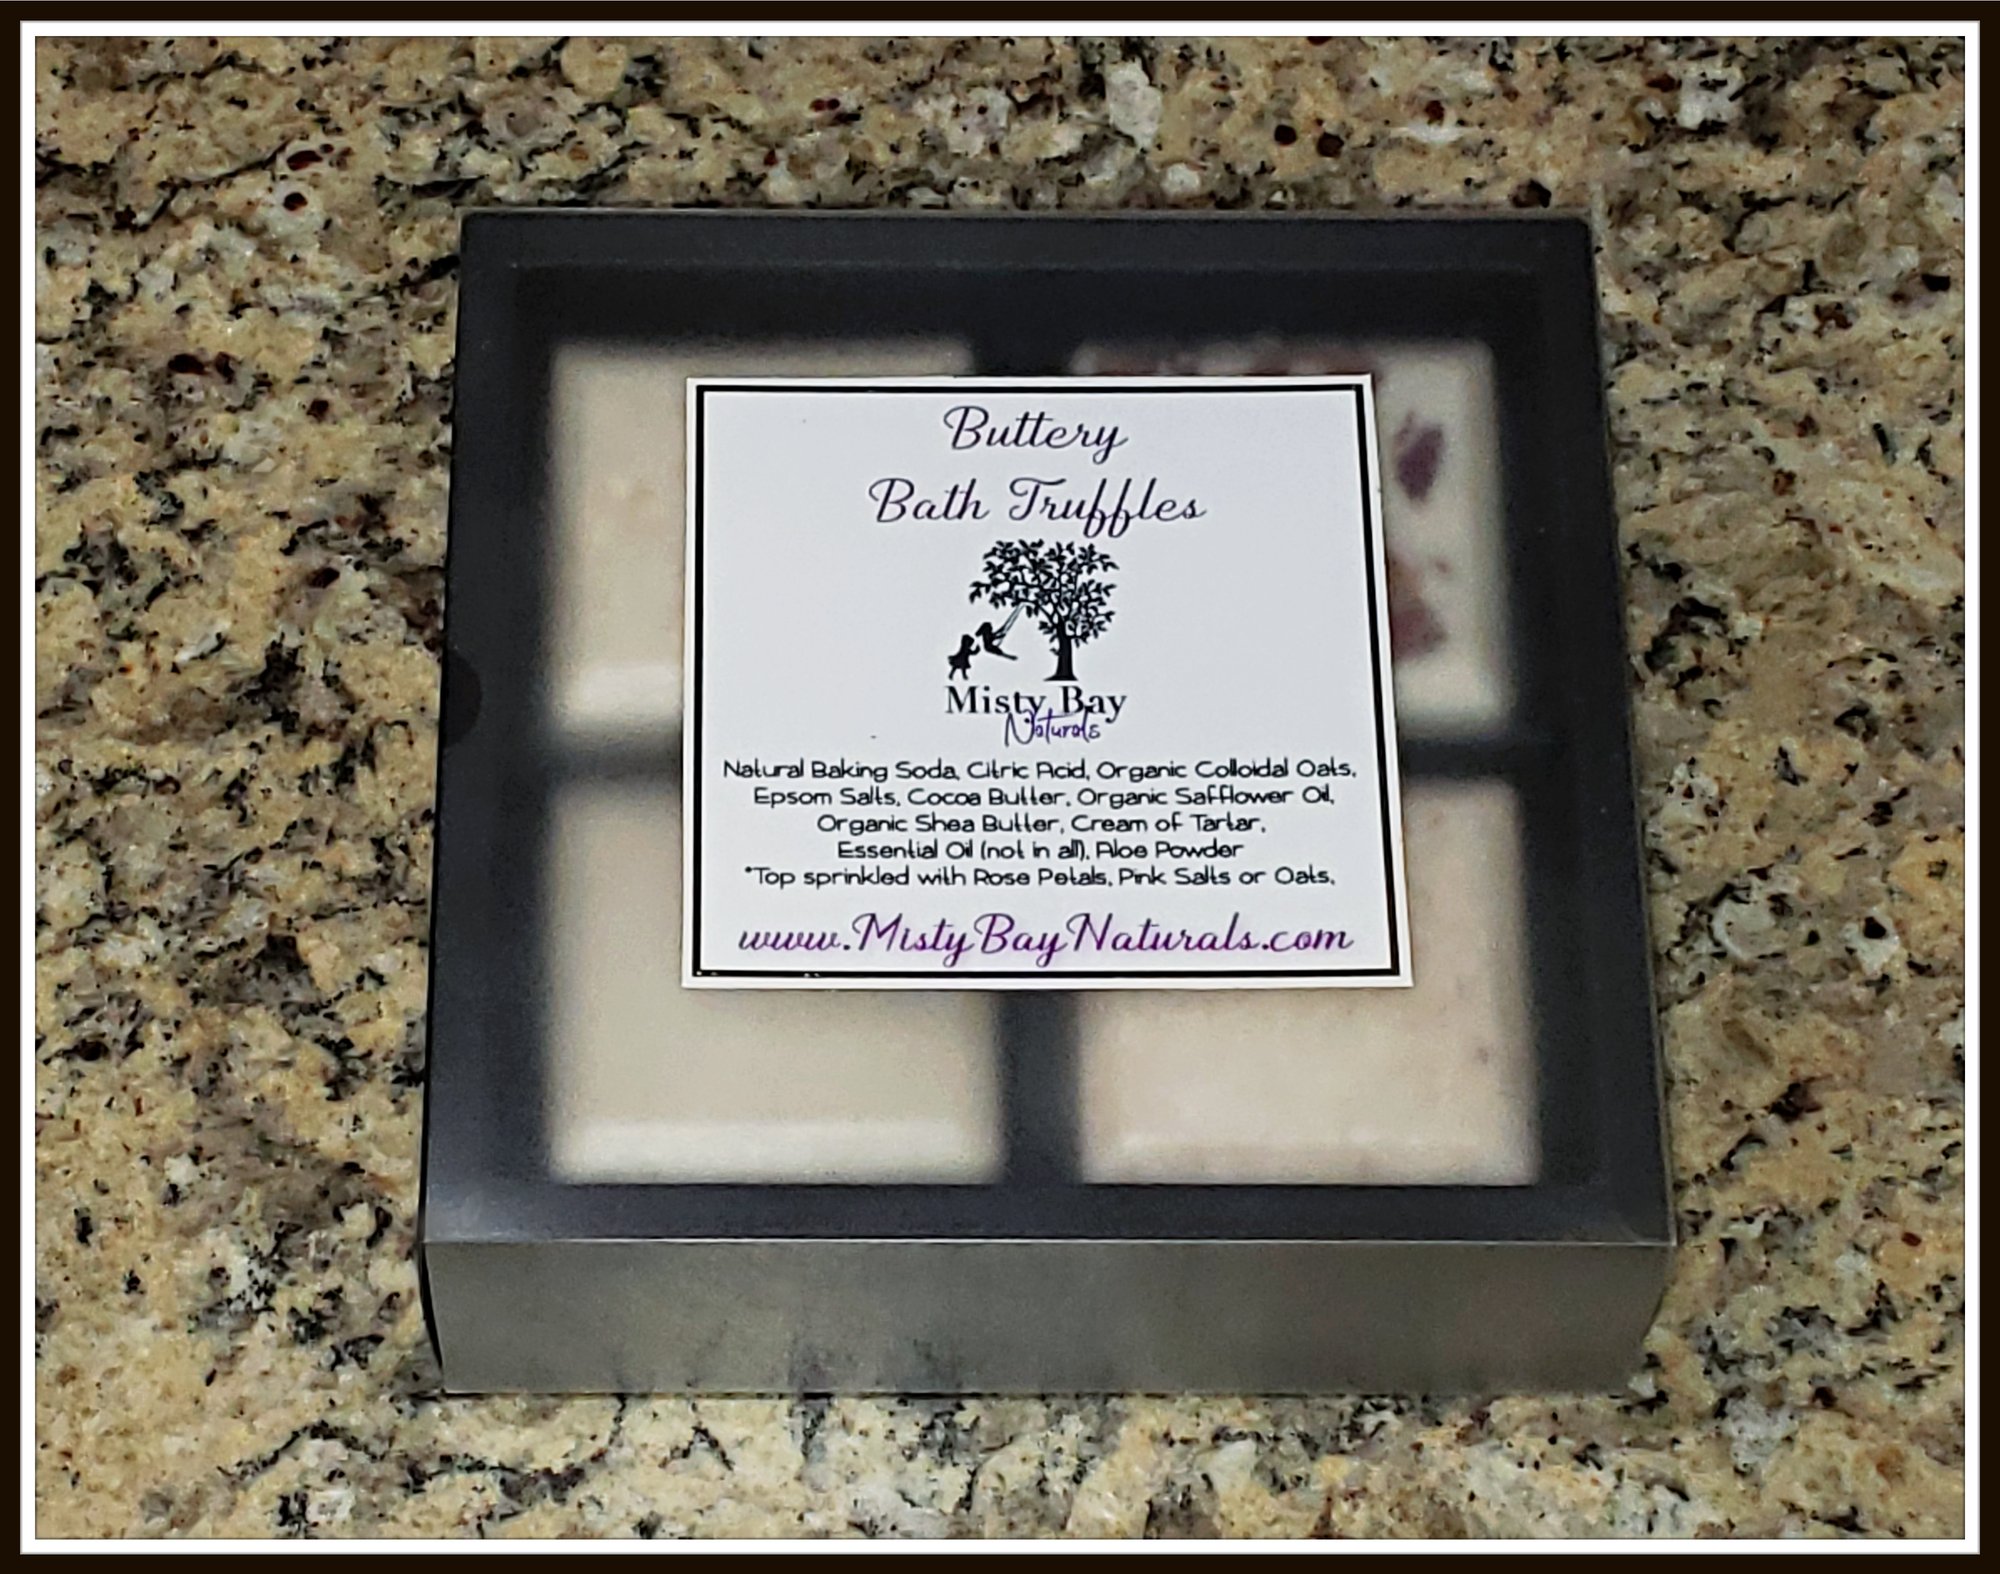 Buttery
Bath Truffles
Misty Bay
Naturals
Natural Baking Soda, Citric Acid, Organic Colloidal Oats,
Epsom Salts, Cocoa Butter, Organic Safflower Oil,
Organic Shea Butter, Cream of Tartar,
Essential Oil (not in all), Aloe Powder
*Top sprinkled with Rose Petals, Pink Salts or Oats,
www.MistyBayNaturals.com